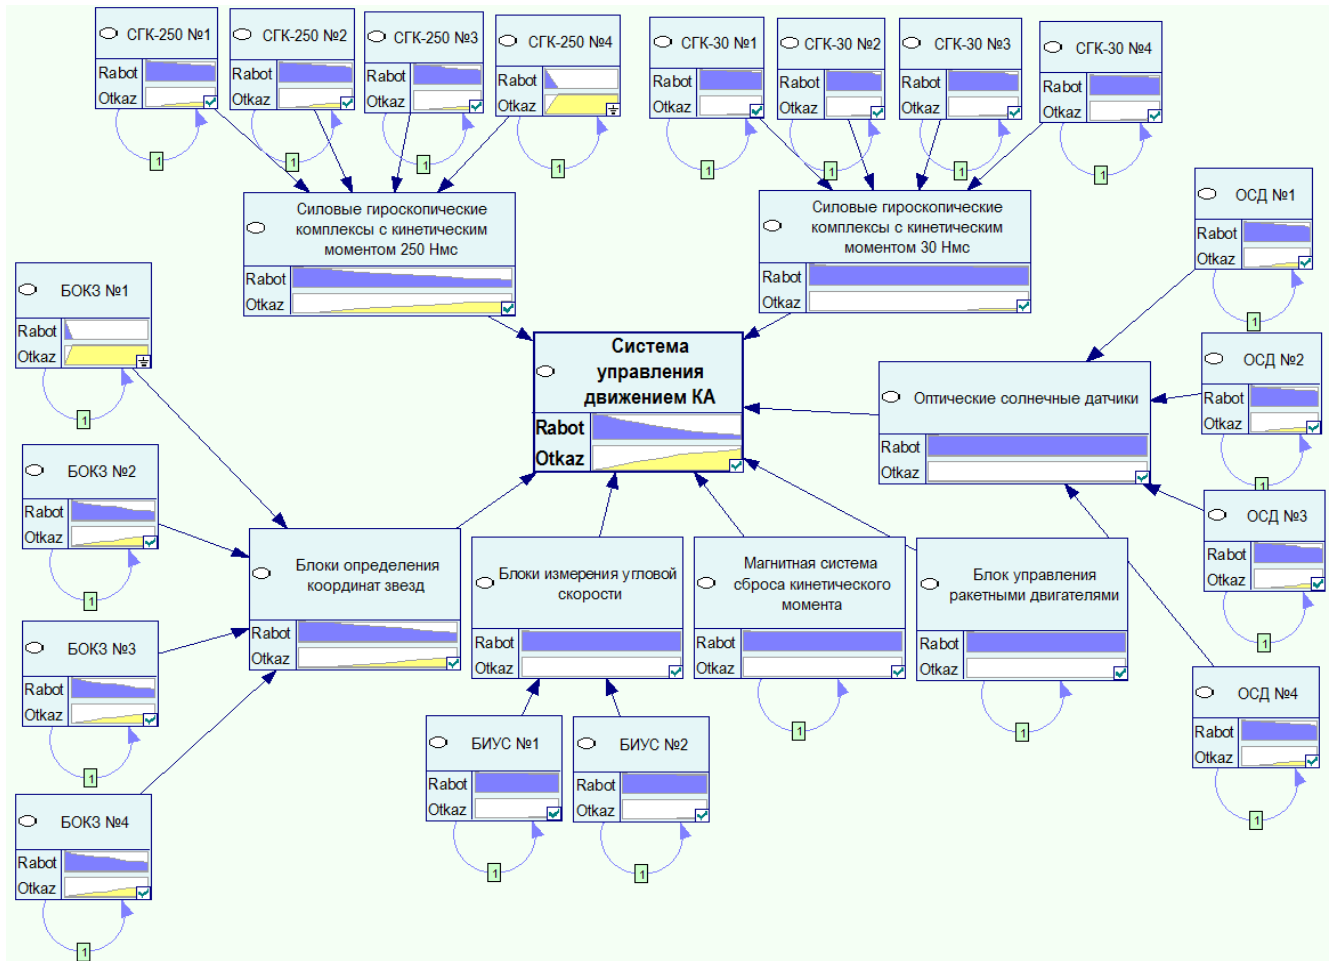 СГК-250 №1
Rabot
Otkaz
1
СГК-250 №2
Rabot
Otkaz
1
СГК-250 №3
Rabot
Otkaz
1
СГК-250 №4
Rabot
Otkaz
1
СГК-30 №1
Rabot
Otkaz
1
СГК-30 №2
Rabot
Otkaz
1
СГК-30 №3
Rabot
Otkaz
1
СГК-30 №4
Rabot
Otkaz
1
Силовые гироскопические
комплексы с кинетическим
моментом 250 Нмс
Rabot
Otkaz
Силовые гироскопические
комплексы с кинетическим
моментом 30 Нмс
Rabot
Otkaz
ОСД №1
Rabot
Otkaz
1
БОКЗ №1
Rabot
Otkaz
1
Система
управления
движением КА
Rabot
Otkaz
Оптические солнечные датчики
Rabot
Otkaz
ОСД №2
Rabot
Otkaz
1
БОКЗ №2
Rabot
Otkaz
1
ОСД №3
Rabot
Otkaz
1
Блоки определения
координат звезд
Rabot
Otkaz
Блоки измерения угловой
скорости
Rabot
Otkaz
Магнитная система
сброса кинетического
момента
Rabot
Otkaz
1
Блок управления
ракетными двигателями
Rabot
Otkaz
1
БОКЗ №3
Rabot
Otkaz
1
ОСД №4
Rabot
Otkaz
1
БИУС №1
Rabot
Otkaz
1
БИУС №2
Rabot
Otkaz
1
БОКЗ №4
Rabot
Otkaz
1